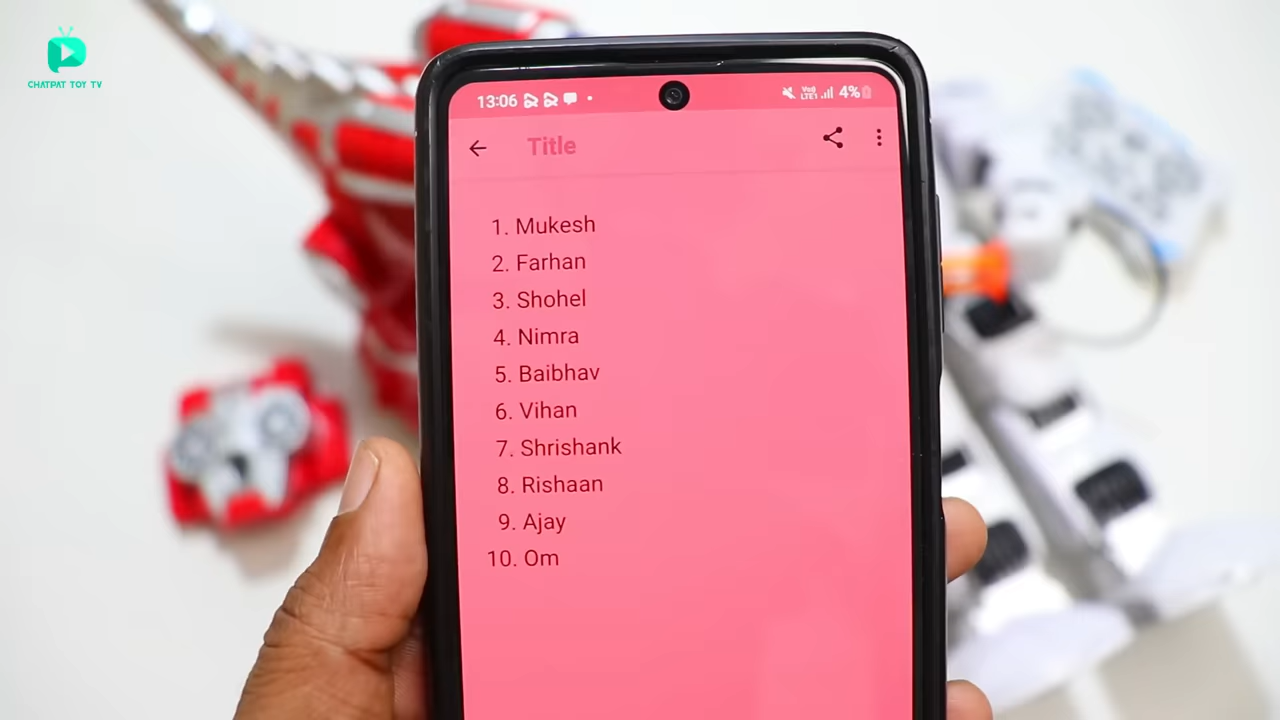 CHATPAT TOY TV
13:06 4%
Title
1. Mukesh
2. Farhan
3. Shohel
4. Nimra
5. Baibhav
6. Vihan
7. Shrishank
8. Rishaan
9. Ajay
10. Om